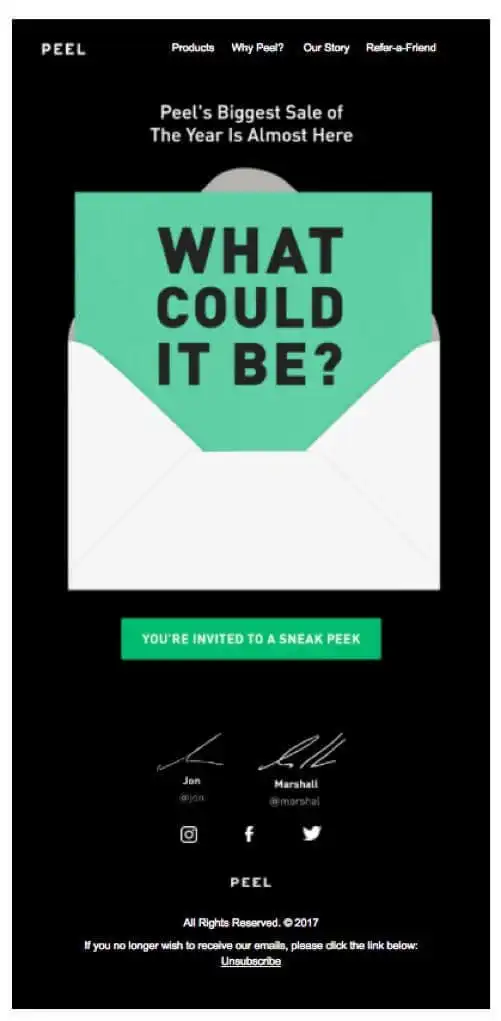 PEEL
Products Why Peel? Our Story Refer-a-Friend
Peel's Biggest Sale of
The Year Is Almost Here
WHAT
COULD
IT BE?
YOU'RE INVITED TO A SNEAK PEEK
Jon Marshall
@jon @marshal
PEEL
All Rights Reserved. © 2017
If you no longer wish to receive our emails, please click the link below:
Unsubscribe